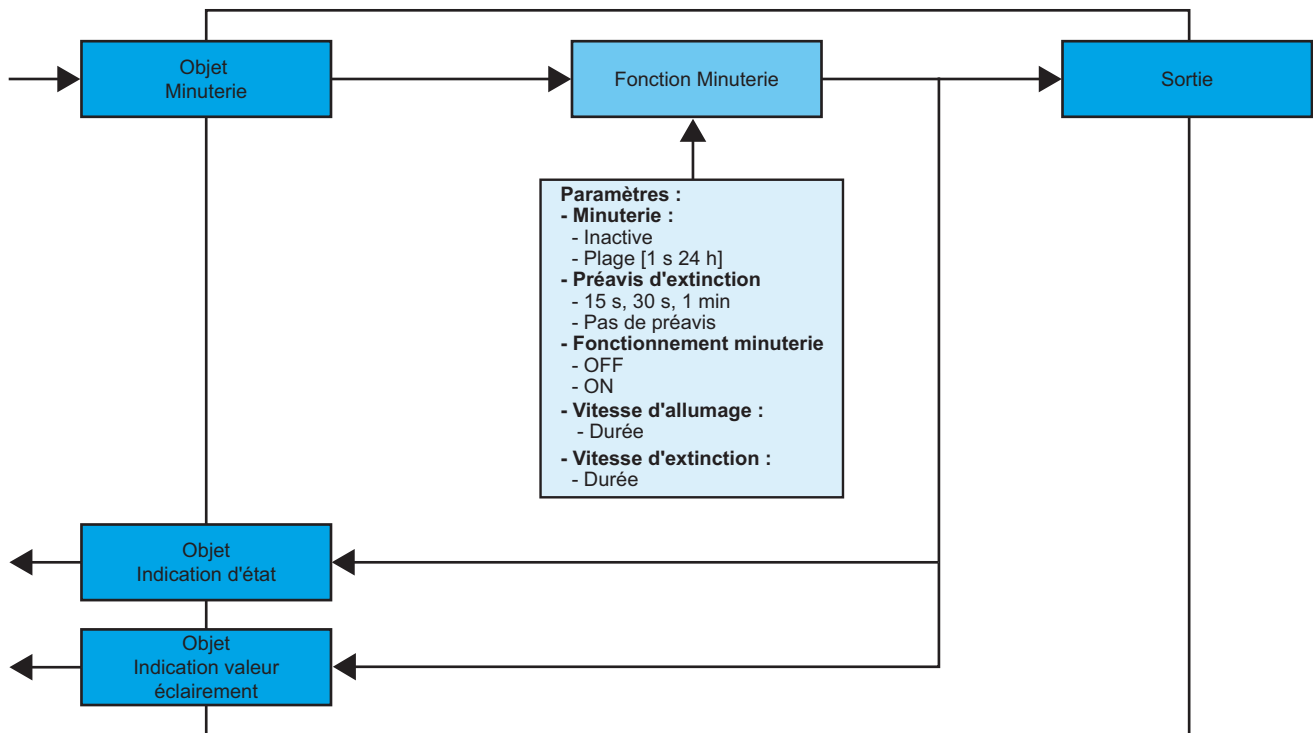 Objet
Minuterie
Fonction Minuterie
Sortie
Paramètres :
- Minuterie :
- Inactive
- Plage [1 s 24 h]
- Préavis d'extinction
- 15 s, 30 s, 1 min
- Pas de préavis
- Fonctionnement minuterie
- OFF
- ON
- Vitesse d'allumage :
- Durée
- Vitesse d'extinction :
- Durée
Objet
Indication d'état
Objet
Indication valeur
éclairement